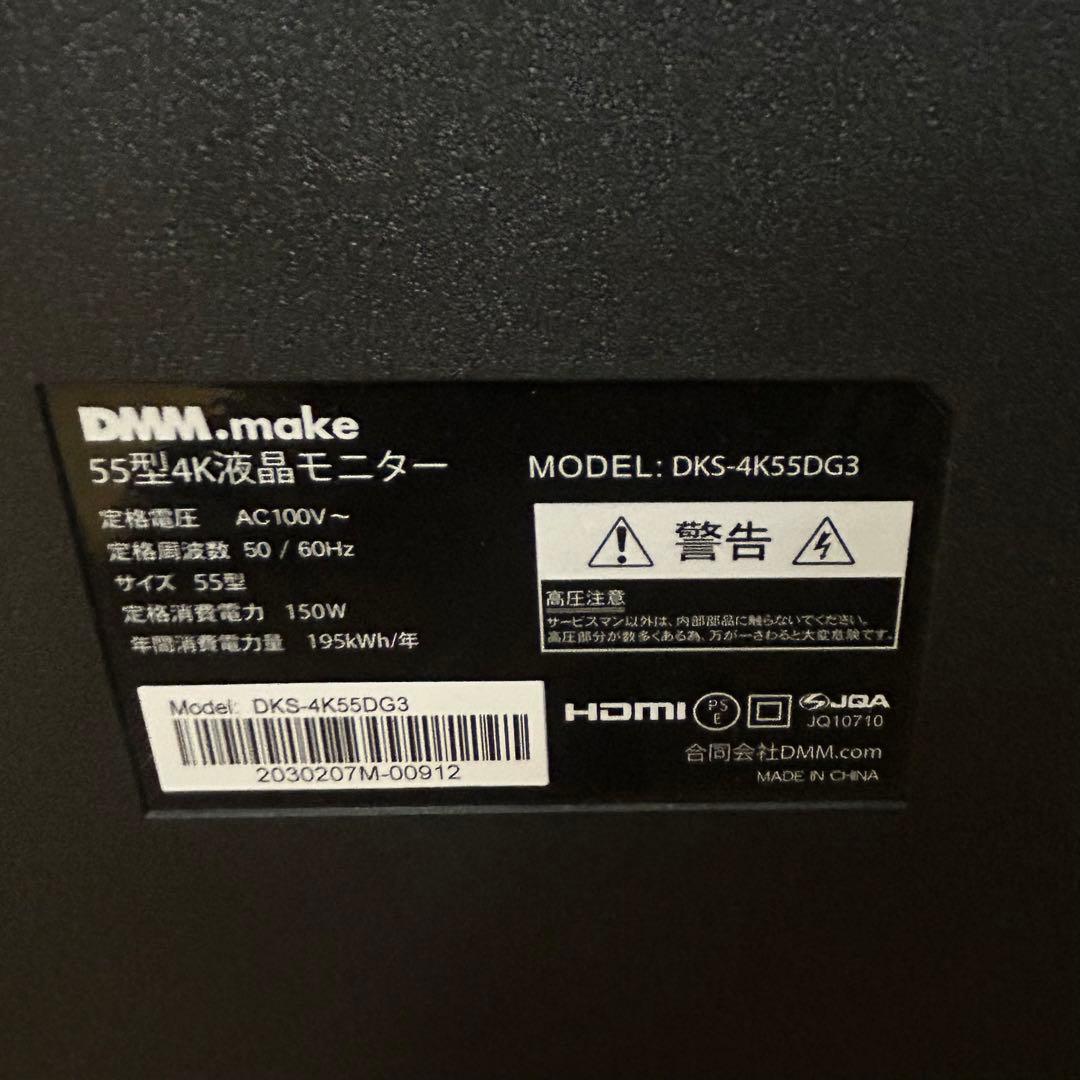 DMM.make
55型4K液晶モニター
MODEL: DKS-4K55DG3
定格電圧 AC100V～
定格周波数 50 / 60Hz
サイズ 55型
定格消費電力 150W
年間消費電力量 195kWh/年
警告
高圧注意
サービスマン以外は、内部部品に触らないでください。
高圧部分が数多くある為、万が一さわると大変危険です。
Model: DKS-4K55DG3
2030207M-00912
HDMI PS E JQA
JQ10710
合同会社DMM.com
MADE IN CHINA